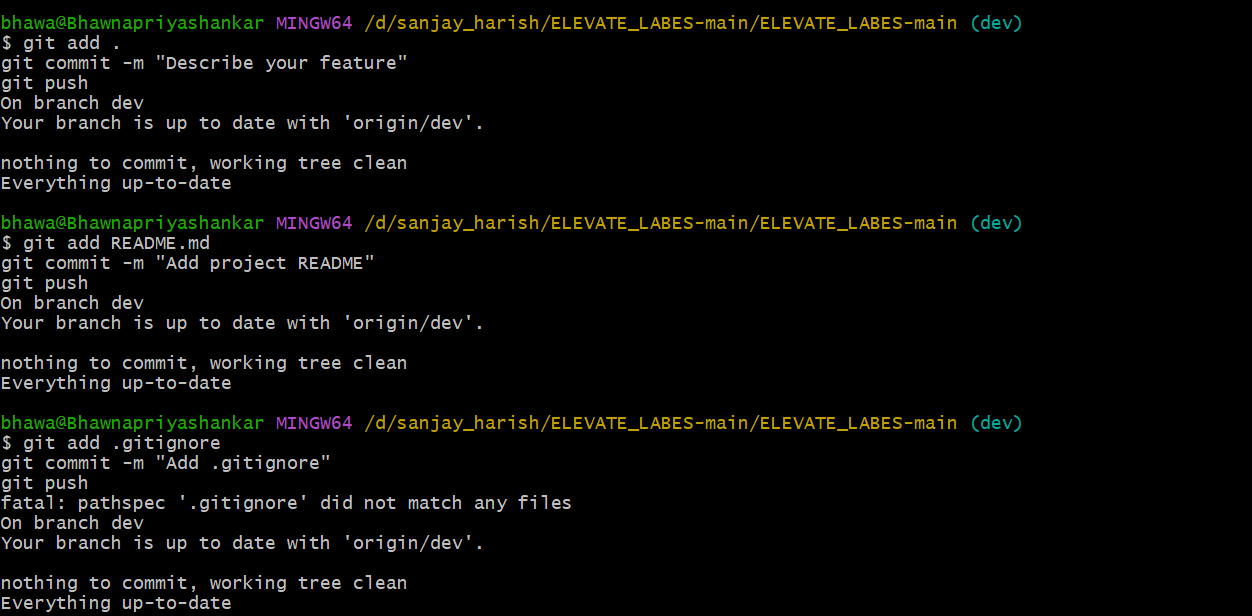 bhawa@Bhawnapriyashankar MINGW64 /d/sanjay_harish/ELEVATE_LABES-main/ELEVATE_LABES-main (dev)
$ git add .
git commit -m "Describe your feature"
git push
On branch dev
Your branch is up to date with 'origin/dev'.
nothing to commit, working tree clean
Everything up-to-date
bhawa@Bhawnapriyashankar MINGW64 /d/sanjay_harish/ELEVATE_LABES-main/ELEVATE_LABES-main (dev)
$ git add README.md
git commit -m "Add project README"
git push
On branch dev
Your branch is up to date with 'origin/dev'.
nothing to commit, working tree clean
Everything up-to-date
bhawa@Bhawnapriyashankar MINGW64 /d/sanjay_harish/ELEVATE_LABES-main/ELEVATE_LABES-main (dev)
$ git add .gitignore
git commit -m "Add .gitignore"
git push
fatal: pathspec '.gitignore' did not match any files
On branch dev
Your branch is up to date with 'origin/dev'.
nothing to commit, working tree clean
Everything up-to-date